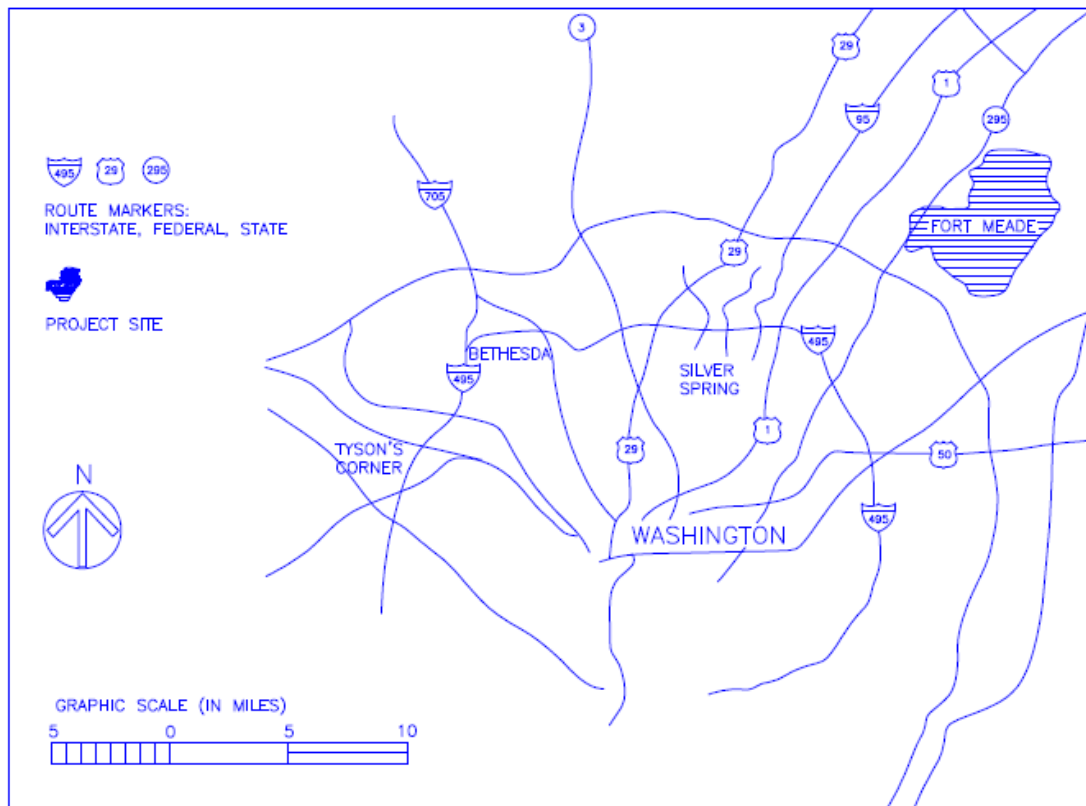 3
29
1
95
295
495 29 295
705
ROUTE MARKERS:
INTERSTATE, FEDERAL, STATE
FORT MEADE
29
PROJECT SITE
495
BETHESDA
SILVER
SPRING
495
1
29
TYSON'S
CORNER
50
N
495
WASHINGTON
GRAPHIC SCALE (IN MILES)
5 0 5 10